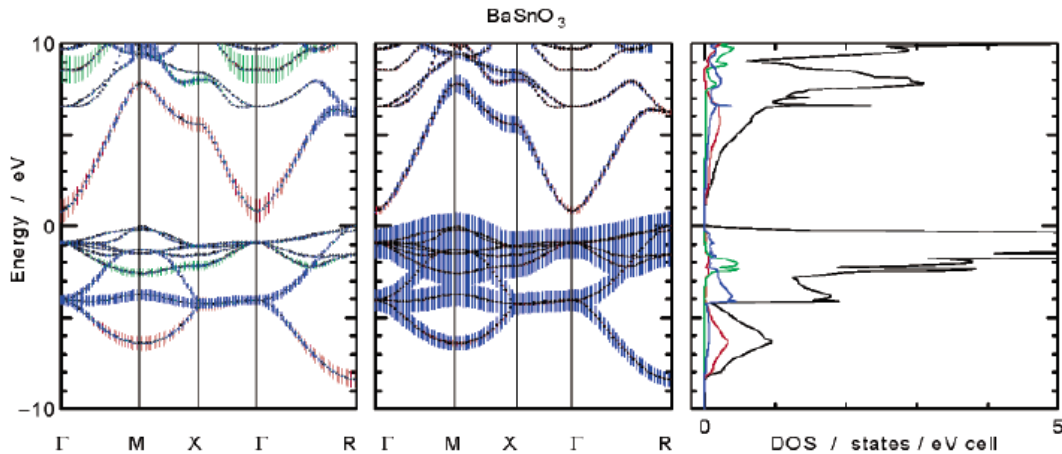 BaSnO3
10
0
−10
Energy / eV
Γ M X Γ R
Γ M X Γ R
0 5
DOS / states / eV cell